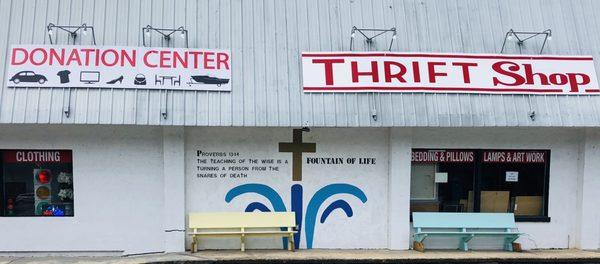 DONATION CENTER
THRIFT Shop
CLOTHING
PROVERBS 13:14
THE TEACHING OF THE WISE IS A
TURNING A PERSON FROM THE
SNARES OF DEATH
FOUNTAIN OF LIFE
BEDDING & PILLOWS
LAMPS & ART WORK